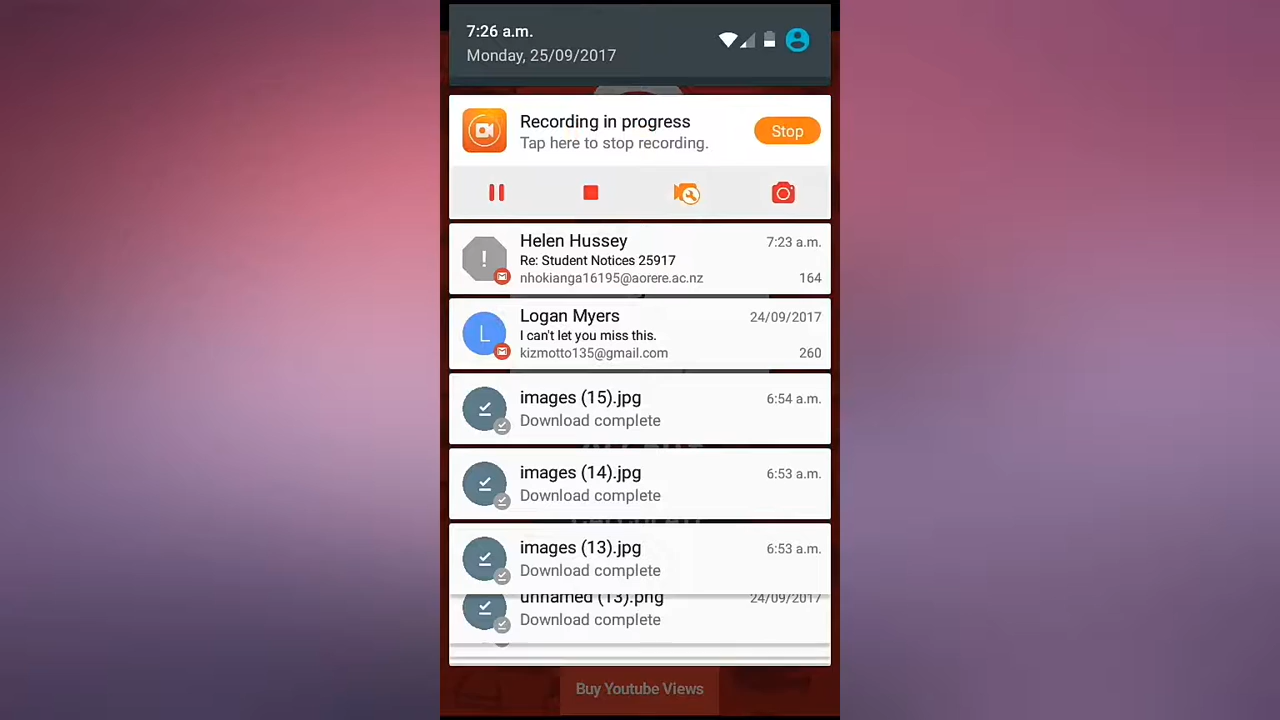 7:26 a.m.
Monday, 25/09/2017
Recording in progress
Tap here to stop recording.
Stop
Helen Hussey
7:23 a.m.
Re: Student Notices 25917
nhokianga16195@aorere.ac.nz
164
Logan Myers
24/09/2017
L
I can't let you miss this.
kizmotto135@gmail.com
260
images (15).jpg
6:54 a.m.
Download complete
images (14).jpg
6:53 a.m.
Download complete
images (13).jpg
6:53 a.m.
Download complete
unnamed (13).png
24/09/2017
Download complete
Buy Youtube Views